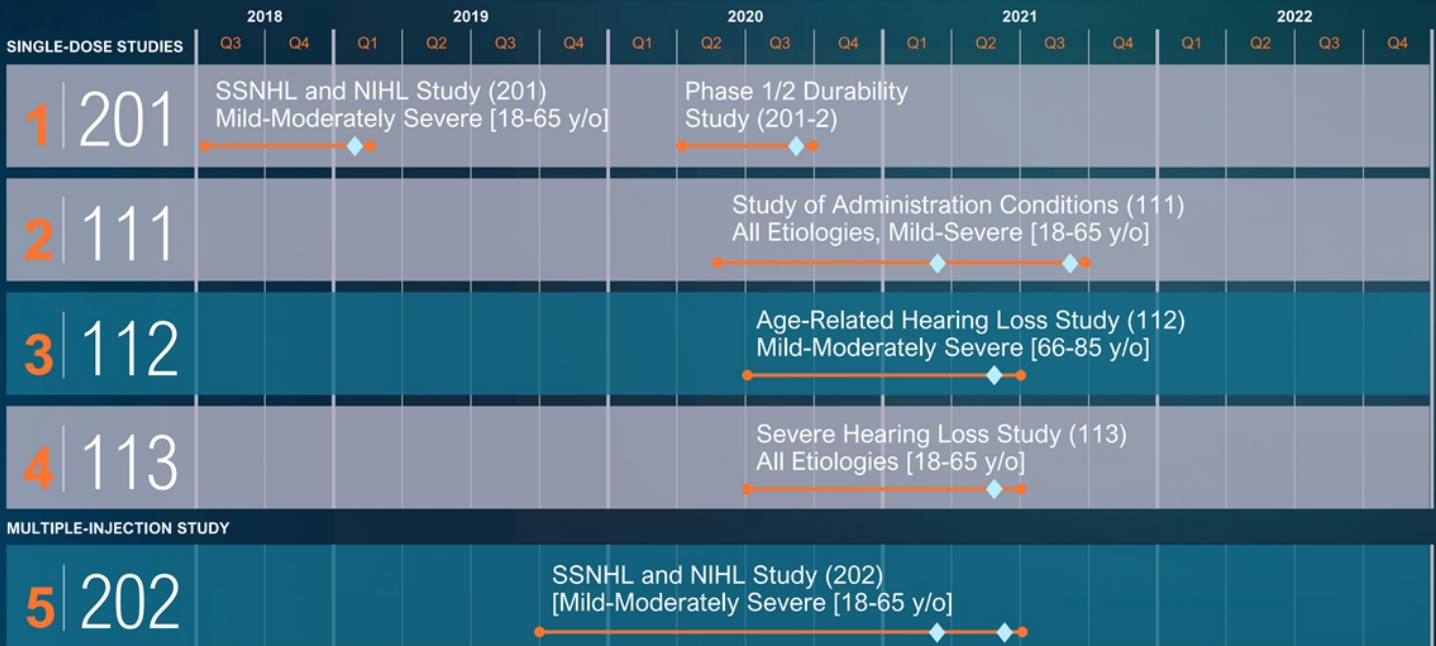 2018 2019 2020 2021 2022
SINGLE-DOSE STUDIES Q3 Q4 Q1 Q2 Q3 Q4 Q1 Q2 Q3 Q4 Q1 Q2 Q3 Q4 Q1 Q2 Q3 Q4
1 201
SSNHL and NIHL Study (201)
Mild-Moderately Severe [18-65 y/o]
Phase 1/2 Durability
Study (201-2)
2 111
Study of Administration Conditions (111)
All Etiologies, Mild-Severe [18-65 y/o]
3 112
Age-Related Hearing Loss Study (112)
Mild-Moderately Severe [66-85 y/o]
4 113
Severe Hearing Loss Study (113)
All Etiologies [18-65 y/o]
MULTIPLE-INJECTION STUDY
5 202
SSNHL and NIHL Study (202)
[Mild-Moderately Severe [18-65 y/o]